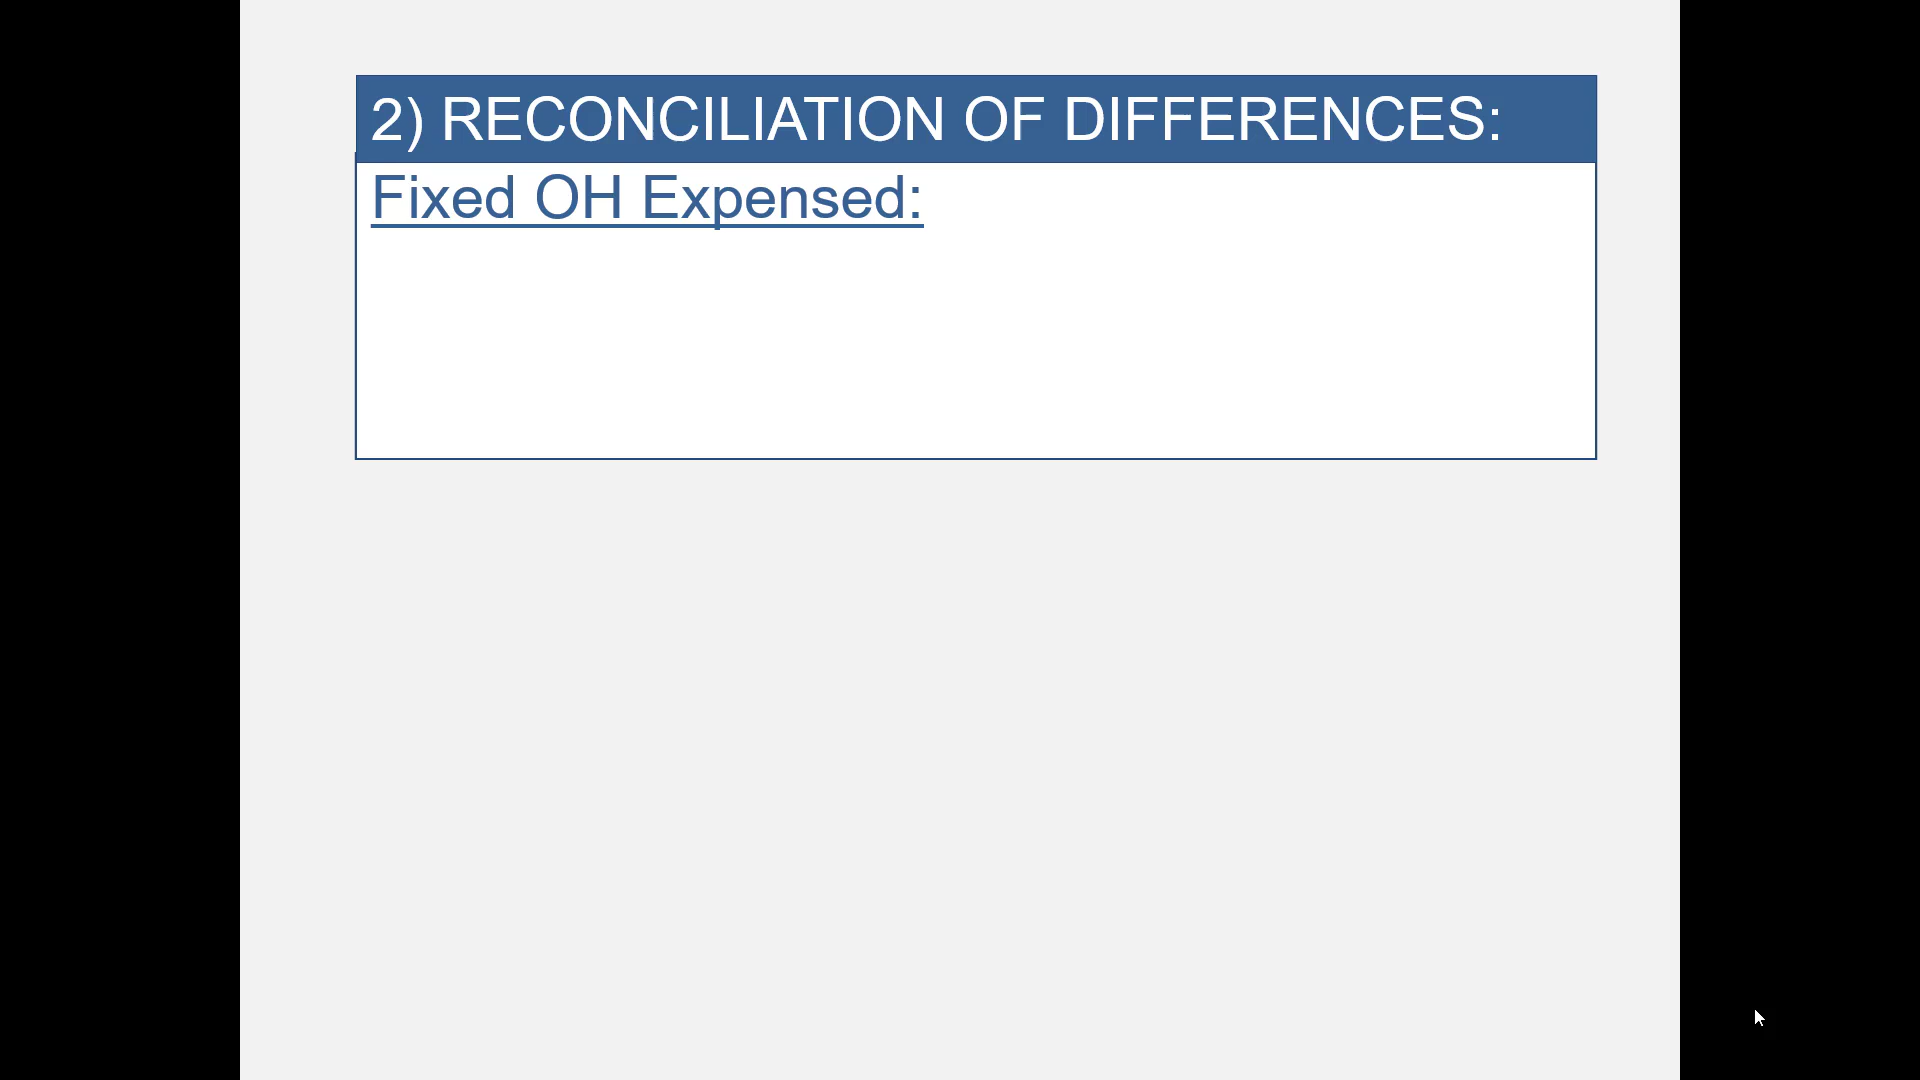 2) RECONCILIATION OF DIFFERENCES:
Fixed OH Expensed: